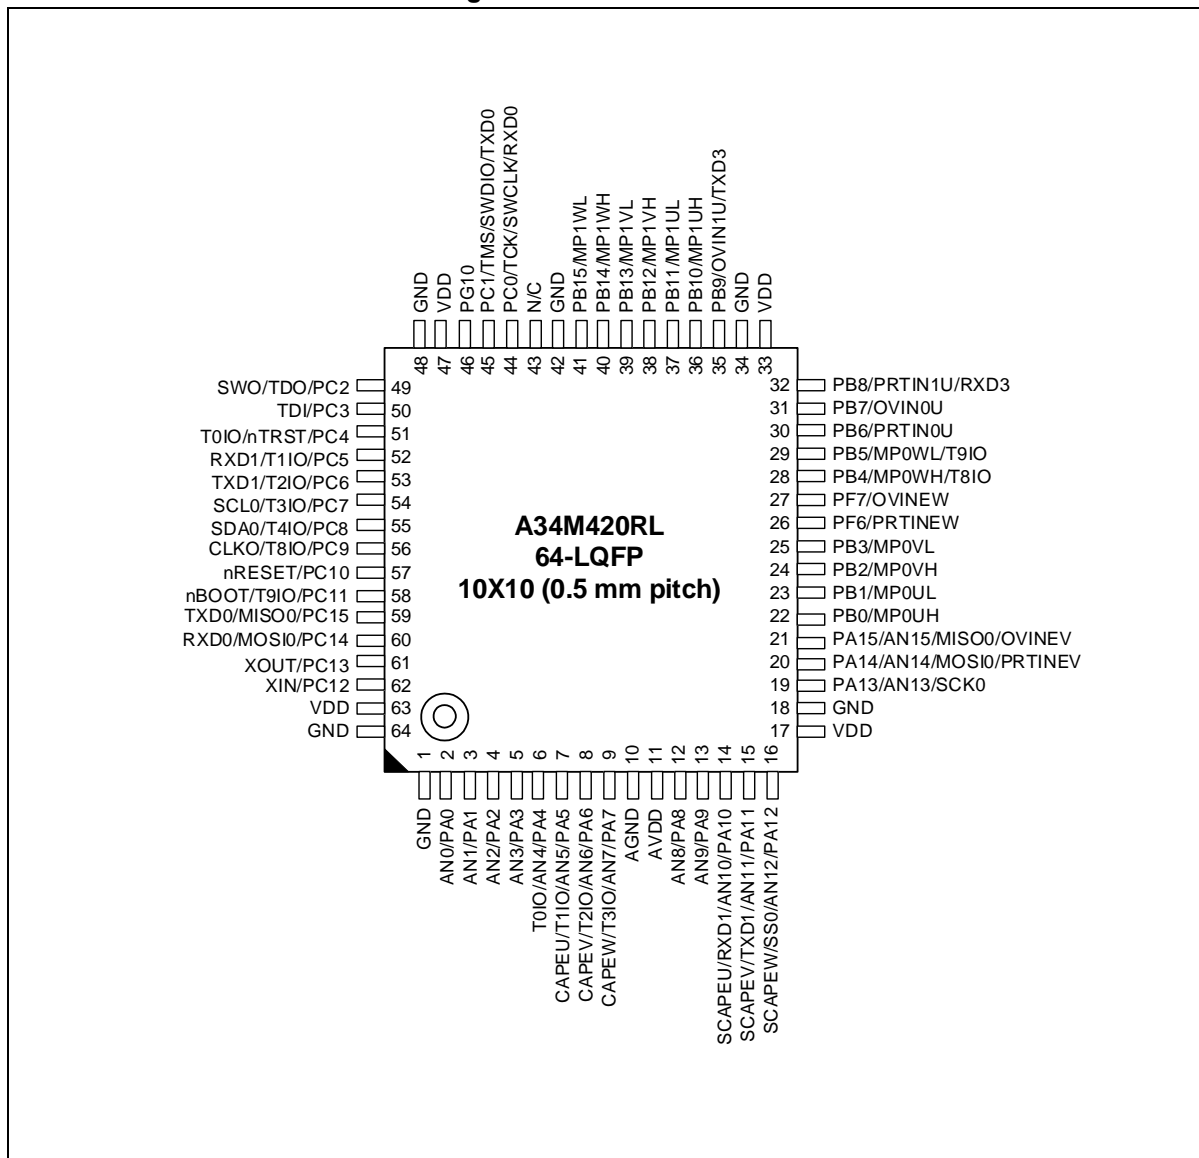 GND
VDD
PG10
PC1/TMS/SWDIO/TXD0
PC0/TCK/SWCLK/RXD0
N/C
GND
PB15/MP1WL
PB14/MP1WH
PB13/MP1VL
PB12/MP1VH
PB11/MP1UL
PB10/MP1UH
PB9/OVIN1U/TXD3
GND
VDD
48
47
46
45
44
43
42
41
40
39
38
37
36
35
34
33
SWO/TDO/PC2 49
TDI/PC3 50
T0IO/nTRST/PC4 51
RXD1/T1IO/PC5 52
TXD1/T2IO/PC6 53
SCL0/T3IO/PC7 54
SDA0/T4IO/PC8 55
CLKO/T8IO/PC9 56
nRESET/PC10 57
nBOOT/T9IO/PC11 58
TXD0/MISO0/PC15 59
RXD0/MOSI0/PC14 60
XOUT/PC13 61
XIN/PC12 62
VDD 63
GND 64
A34M420RL
64-LQFP
10X10 (0.5 mm pitch)
32 PB8/PRTIN1U/RXD3
31 PB7/OVIN0U
30 PB6/PRTIN0U
29 PB5/MP0WL/T9IO
28 PB4/MP0WH/T8IO
27 PF7/OVINEW
26 PF6/PRTINEW
25 PB3/MP0VL
24 PB2/MP0VH
23 PB1/MP0UL
22 PB0/MP0UH
21 PA15/AN15/MISO0/OVINEV
20 PA14/AN14/MOSI0/PRTINEV
19 PA13/AN13/SCK0
18 GND
17 VDD
1
2
3
4
5
6
7
8
9
10
11
12
13
14
15
16
GND
AN0/PA0
AN1/PA1
AN2/PA2
AN3/PA3
T0IO/AN4/PA4
CAPEU/T1IO/AN5/PA5
CAPEV/T2IO/AN6/PA6
CAPEW/T3IO/AN7/PA7
AGND
AVDD
AN8/PA8
AN9/PA9
SCAPEU/RXD1/AN10/PA10
SCAPEV/TXD1/AN11/PA11
SCAPEW/SS0/AN12/PA12